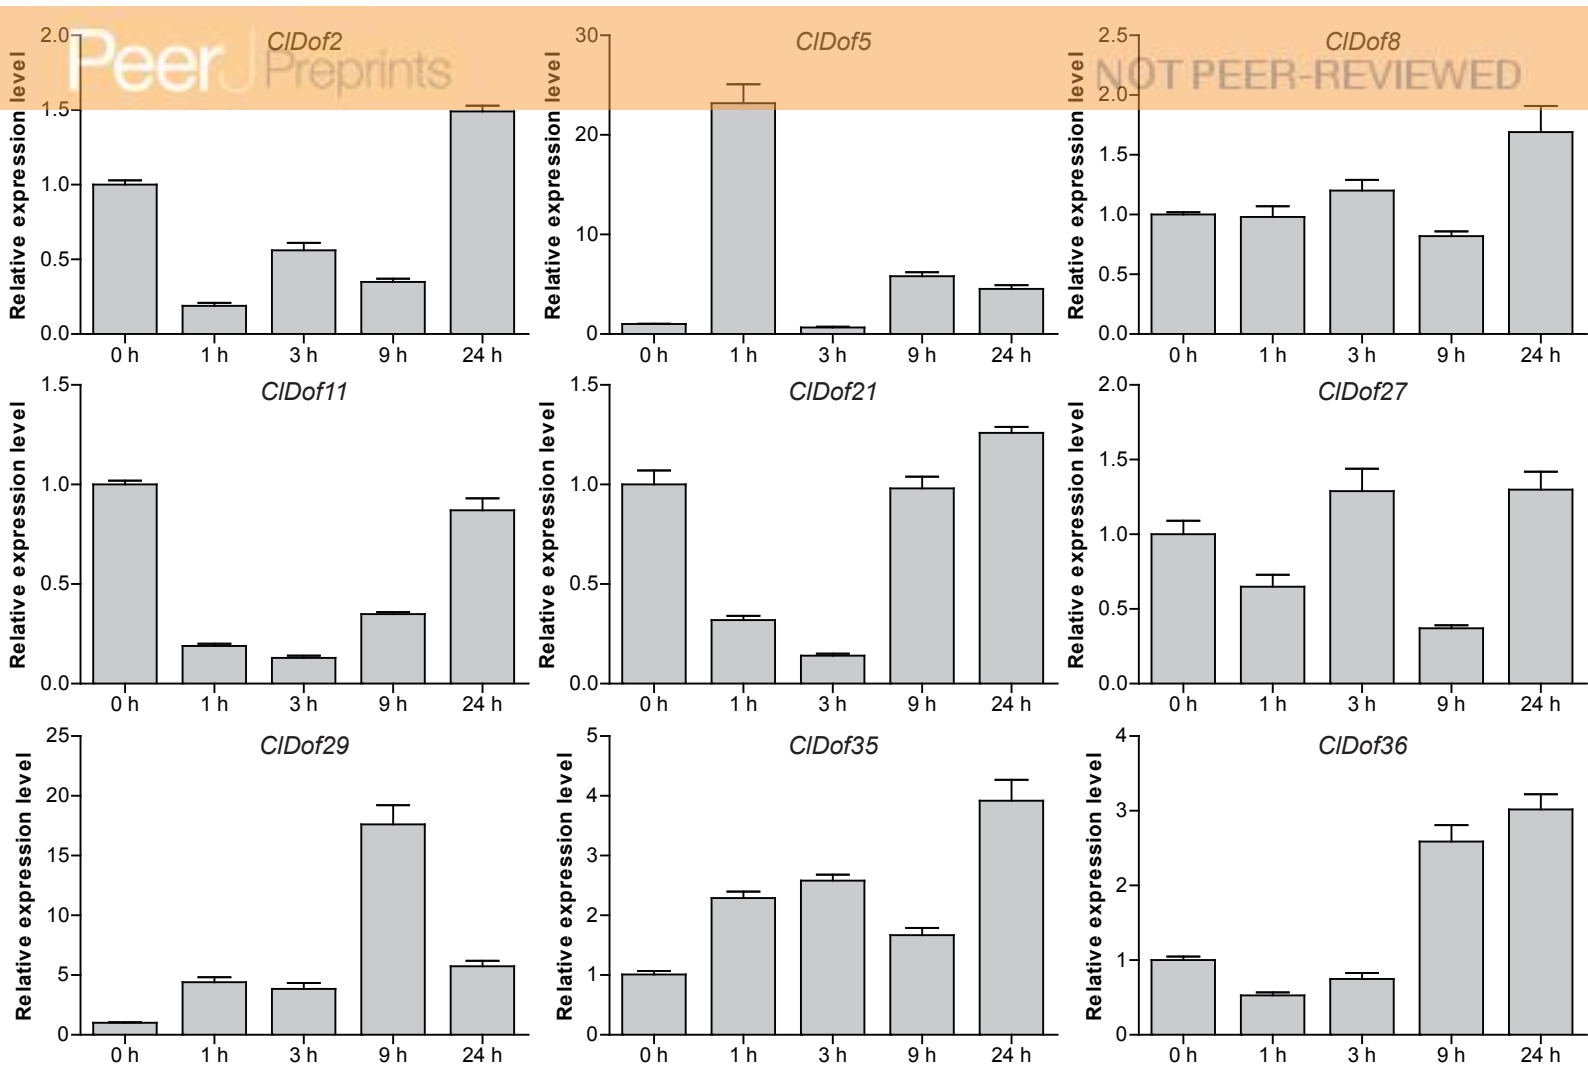 PeerJ Preprints
NOT PEER-REVIEWED
ClDof2
Relative expression level
2.0
1.5
1.0
0.5
0.0
0 h 1 h 3 h 9 h 24 h
ClDof5
30
20
10
0
0 h 1 h 3 h 9 h 24 h
ClDof8
Relative expression level
Relative expression level
2.5
2.0
1.5
1.0
0.5
0.0
0 h 1 h 3 h 9 h 24 h
ClDof11
Relative expression level
1.5
1.0
0.5
0.0
0 h 1 h 3 h 9 h 24 h
ClDof21
Relative expression level
1.5
1.0
0.5
0.0
0 h 1 h 3 h 9 h 24 h
ClDof27
Relative expression level
2.0
1.5
1.0
0.5
0.0
0 h 1 h 3 h 9 h 24 h
ClDof29
Relative expression level
25
20
15
10
5
0
0 h 1 h 3 h 9 h 24 h
ClDof35
Relative expression level
5
4
3
2
1
0
0 h 1 h 3 h 9 h 24 h
ClDof36
Relative expression level
4
3
2
1
0
0 h 1 h 3 h 9 h 24 h